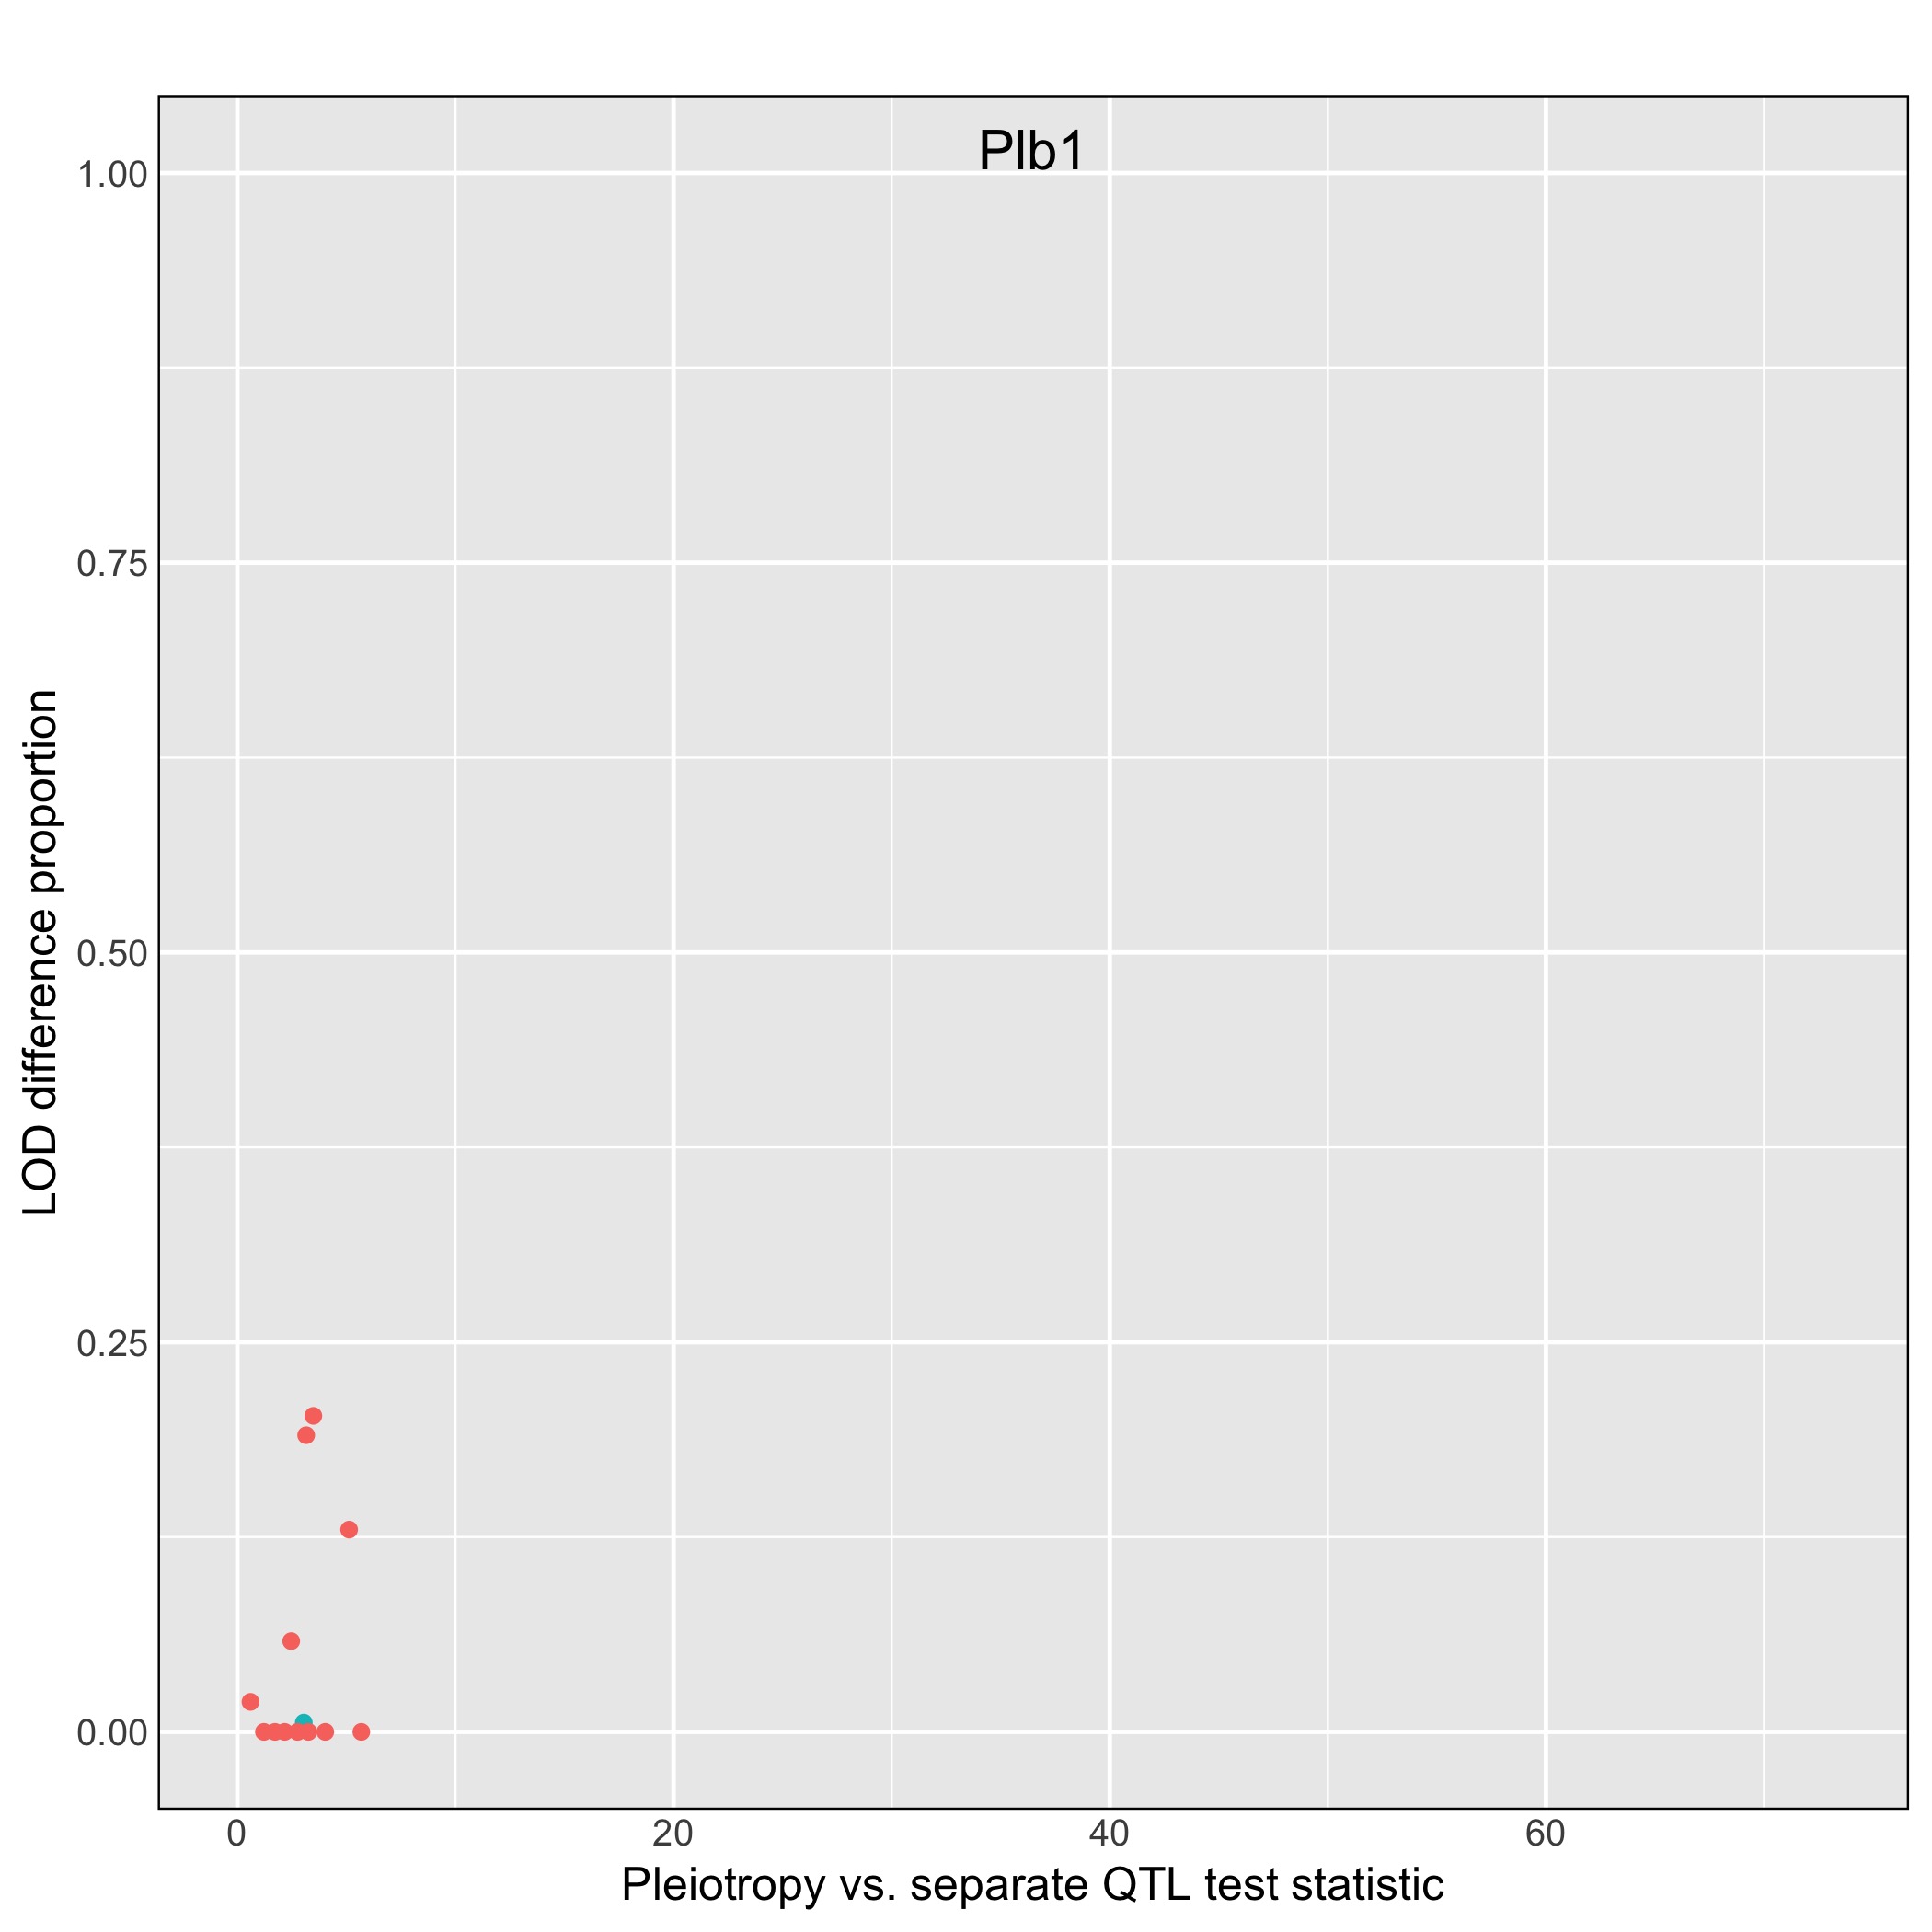 Plb1
1.00
0.75
0.50
0.25
0.00
LOD difference proportion
0 20 40 60
Pleiotropy vs. separate QTL test statistic